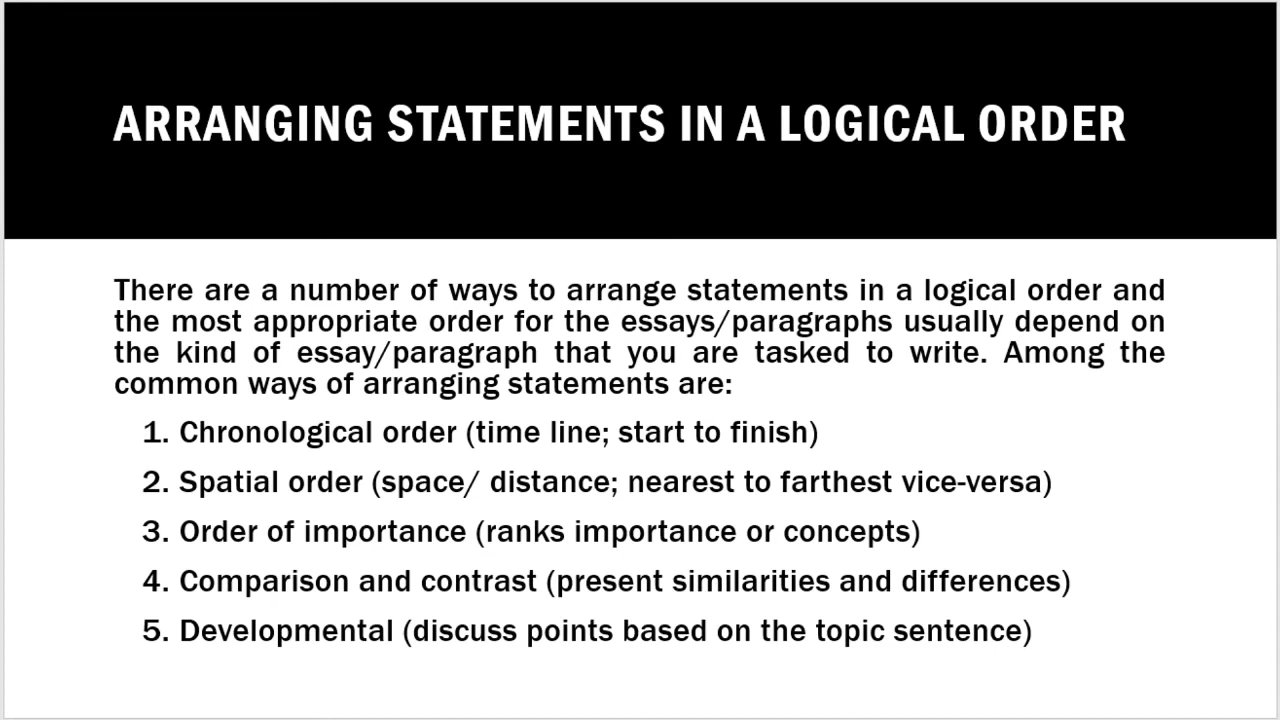 ARRANGING STATEMENTS IN A LOGICAL ORDER
There are a number of ways to arrange statements in a logical order and
the most appropriate order for the essays/paragraphs usually depend on
the kind of essay/paragraph that you are tasked to write. Among the
common ways of arranging statements are:
1. Chronological order (time line; start to finish)
2. Spatial order (space/ distance; nearest to farthest vice-versa)
3. Order of importance (ranks importance or concepts)
4. Comparison and contrast (present similarities and differences)
5. Developmental (discuss points based on the topic sentence)